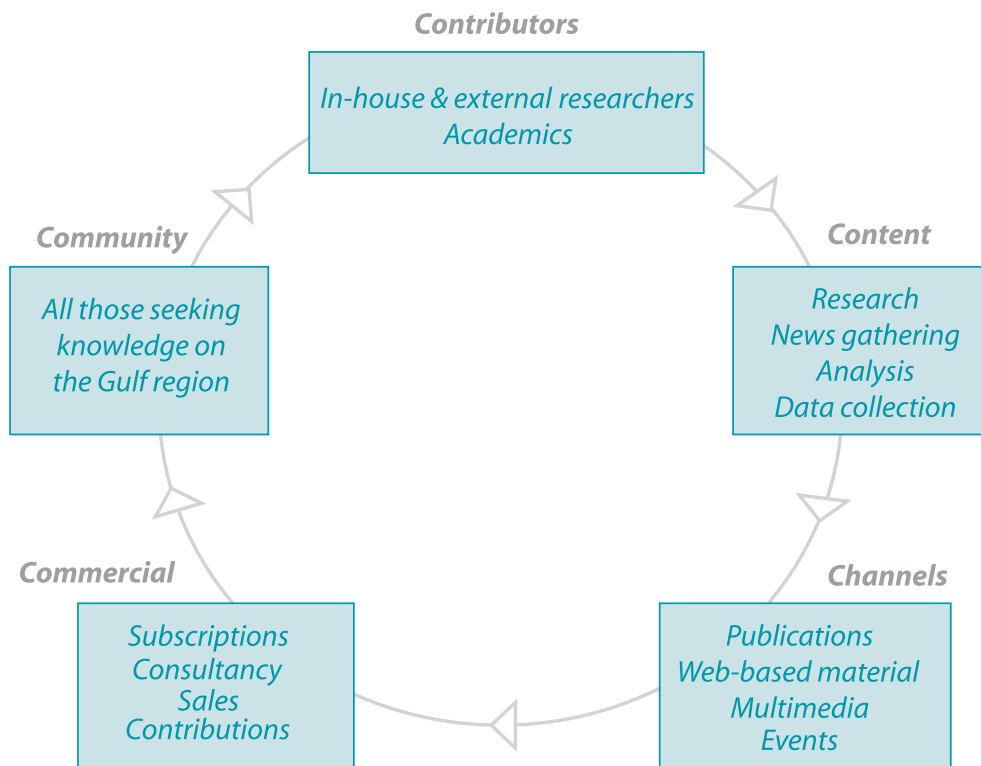 Contributors
In-house & external researchers
Academics
Content
Research
News gathering
Analysis
Data collection
Channels
Publications
Web-based material
Multimedia
Events
Commercial
Subscriptions
Consultancy
Sales
Contributions
Community
All those seeking
knowledge on
the Gulf region